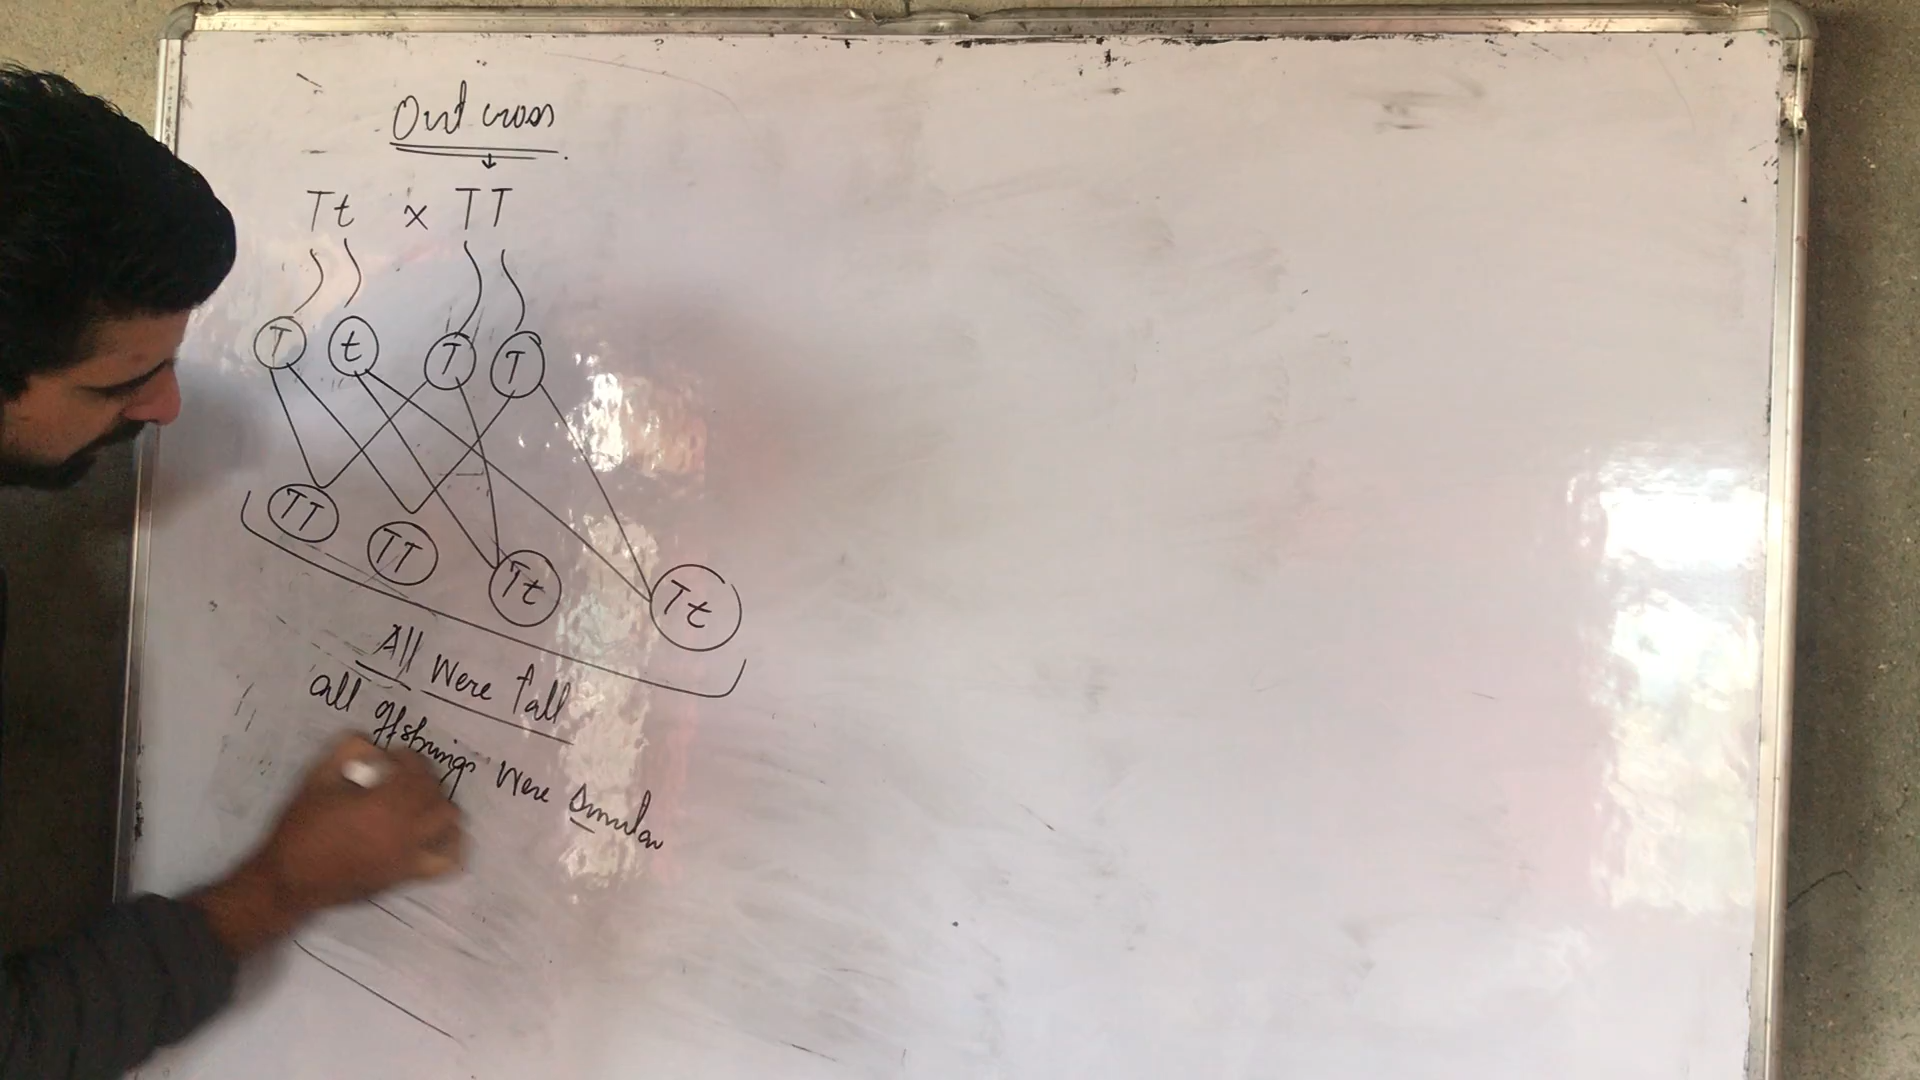 Out cross
Tt × TT
T t T T
TT TT Tt Tt
All Were Tall
all offsprings Were Similar